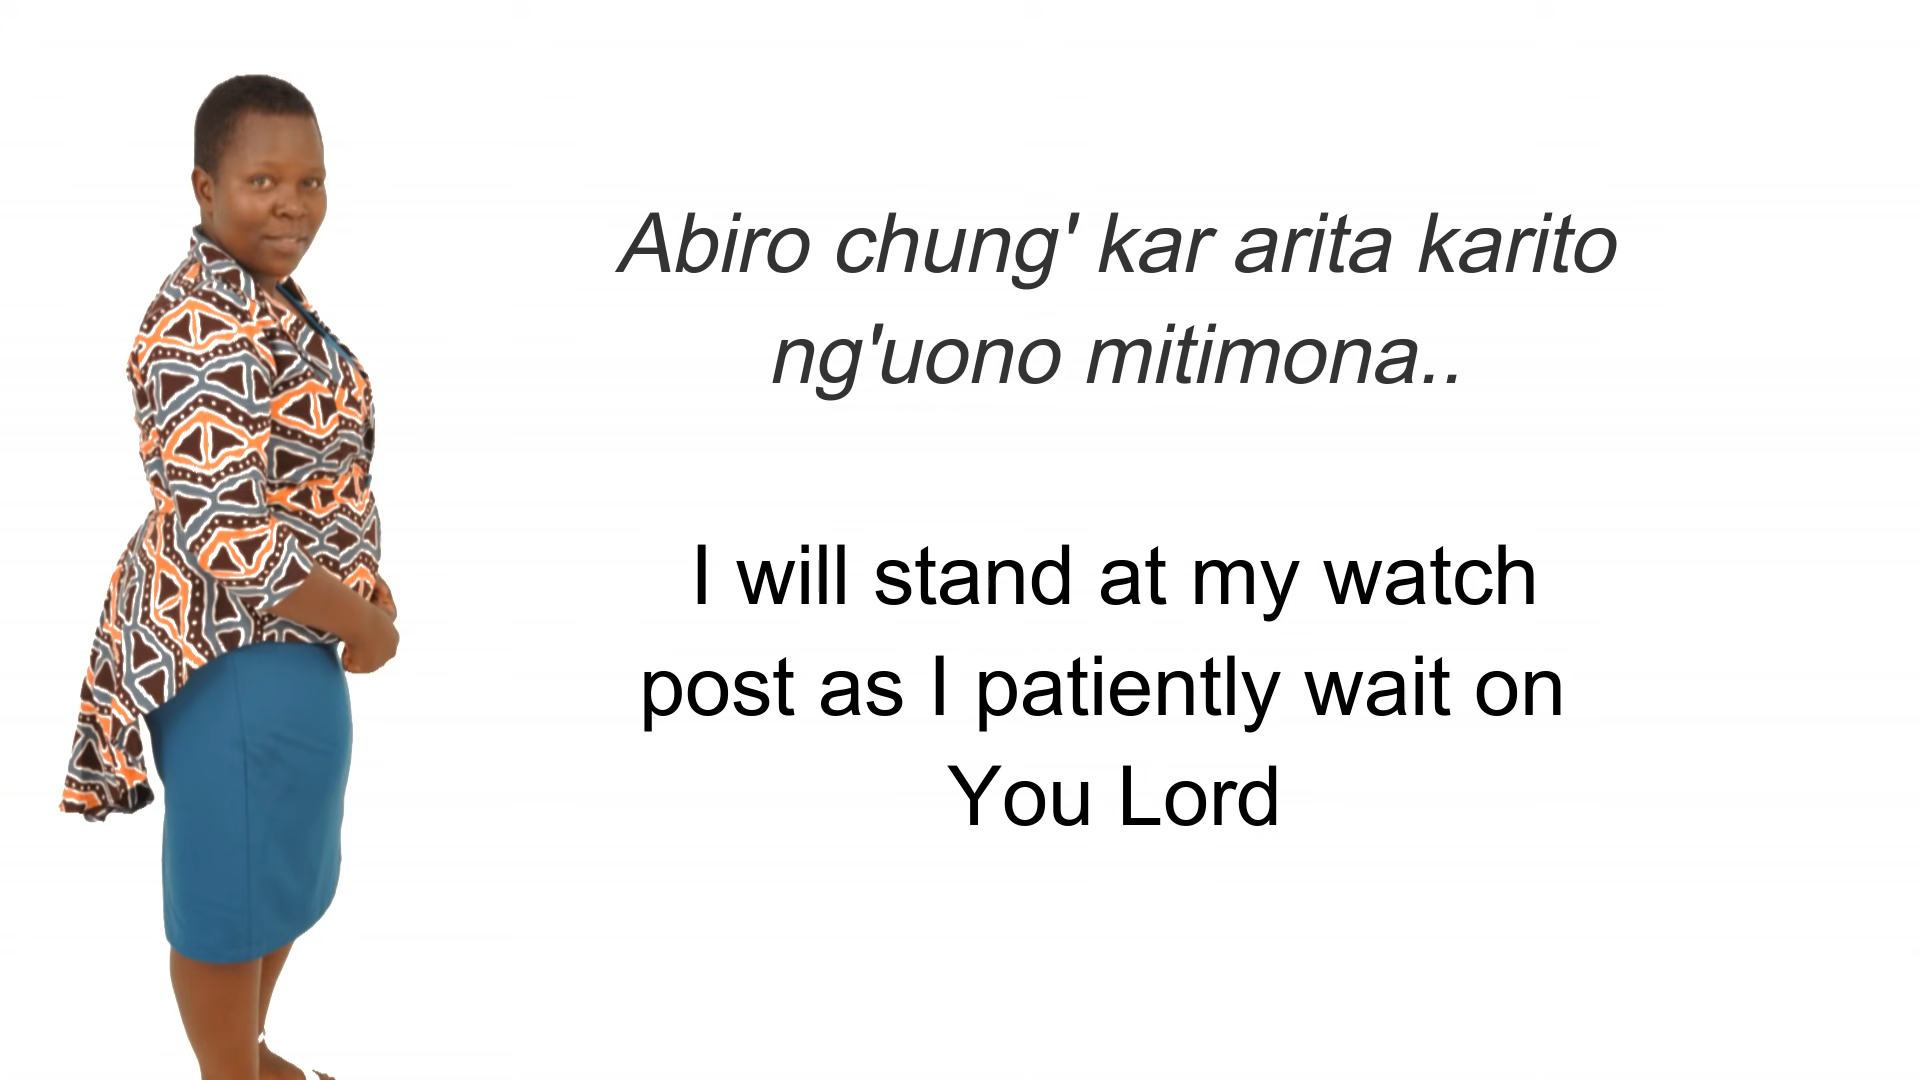 Abiro chung' kar arita karito
ng'uono mitimona..
I will stand at my watch
post as I patiently wait on
You Lord